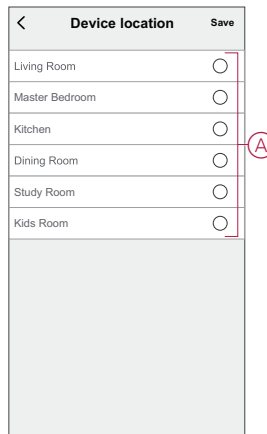 Device location Save
Living Room
Master Bedroom
Kitchen
Dining Room
Study Room
Kids Room
A